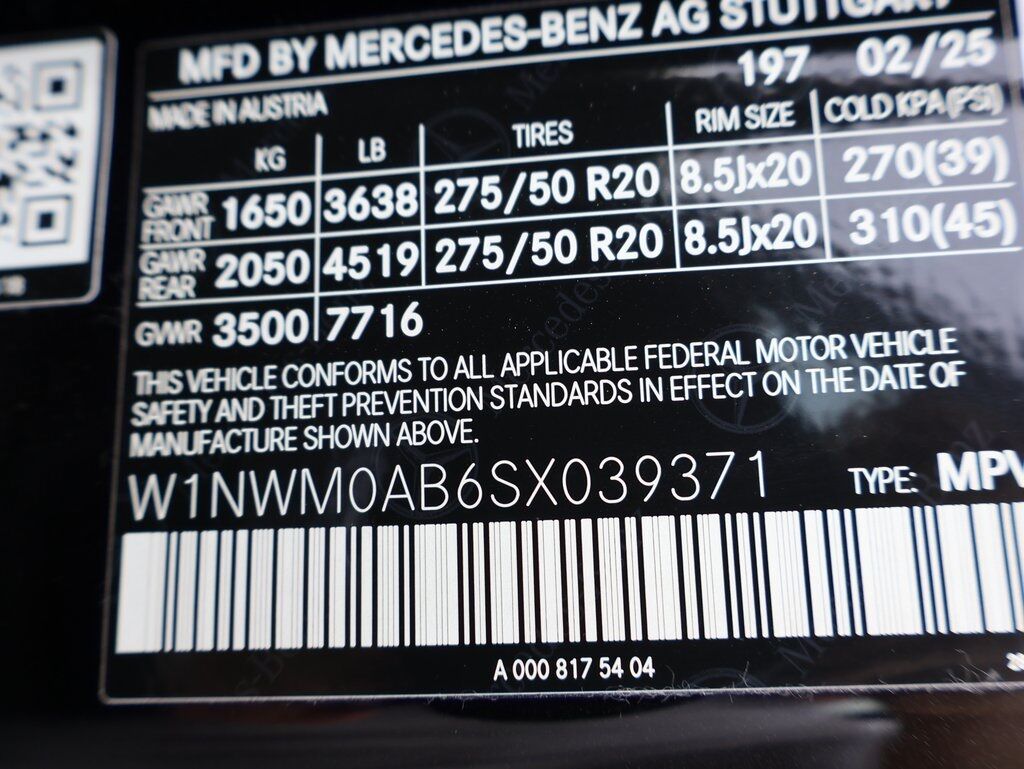 MFD BY MERCEDES-BENZ AG STUTTGART
197 02/25
MADE IN AUSTRIA
KG LB TIRES RIM SIZE COLD KPA(PSI)
GAWR FRONT 1650 3638 275/50 R20 8.5Jx20 270(39)
GAWR REAR 2050 4519 275/50 R20 8.5Jx20 310(45)
GVWR 3500 7716
THIS VEHICLE CONFORMS TO ALL APPLICABLE FEDERAL MOTOR VEHICLE
SAFETY AND THEFT PREVENTION STANDARDS IN EFFECT ON THE DATE OF
MANUFACTURE SHOWN ABOVE.
W1NWM0AB6SX039371 TYPE: MPV
A 000 817 54 04